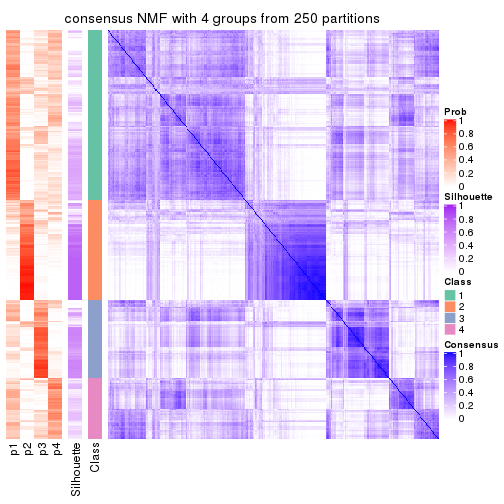 consensus NMF with 4 groups from 250 partitions
Prob
1
0.8
0.6
0.4
0.2
0
Silhouette
1
0.8
0.6
0.4
0.2
0
Class
1
2
3
4
Consensus
1
0.8
0.6
0.4
0.2
0
p1
p2
p3
p4
Silhouette
Class